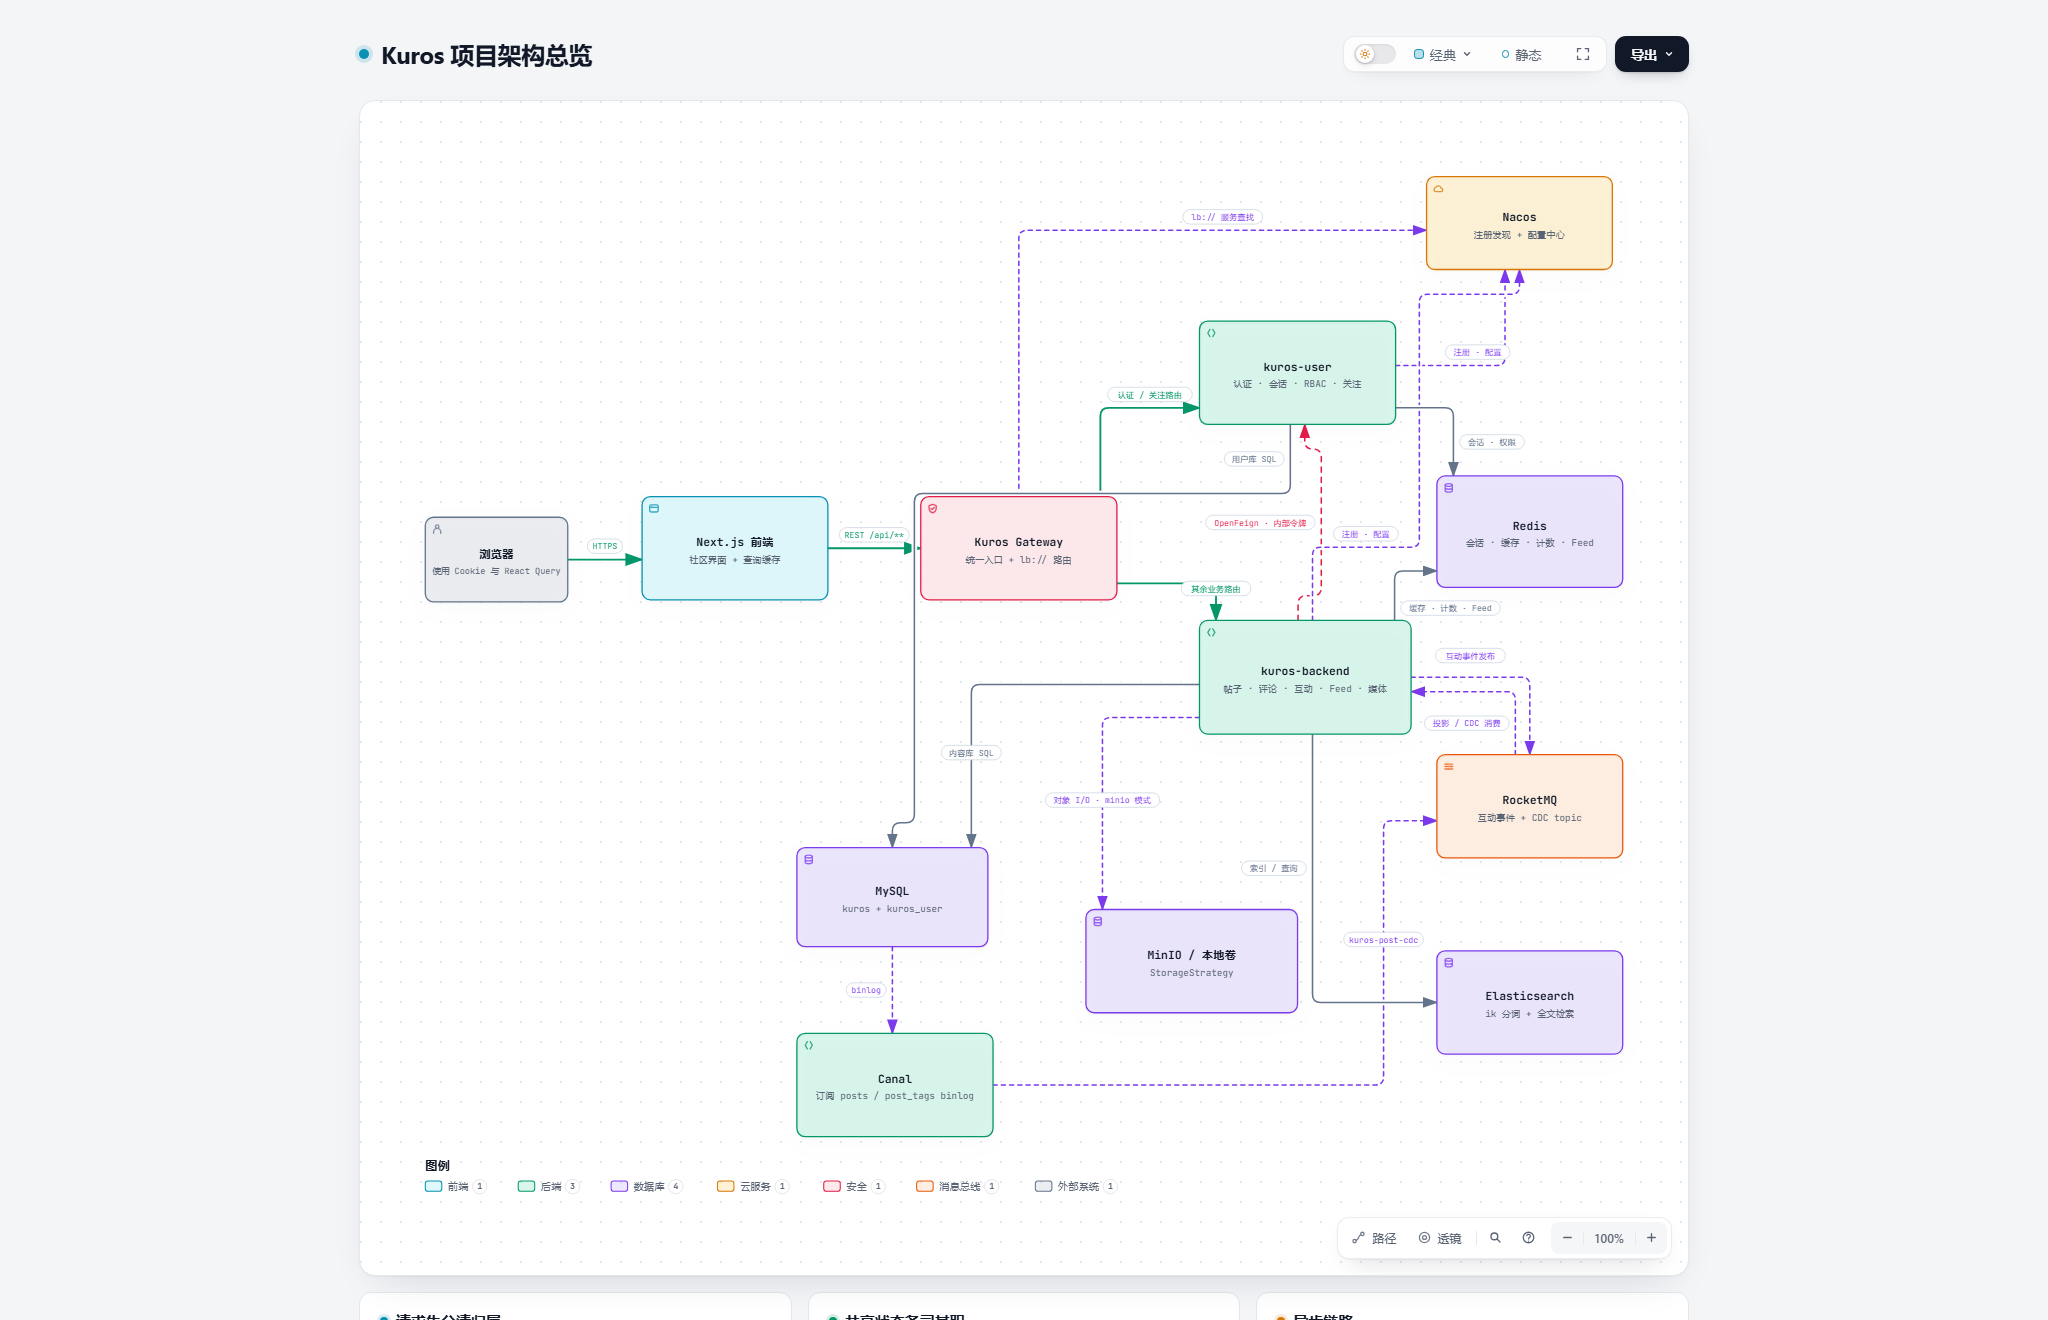 Kuros 项目架构总览
经典
静态
导出
Nacos
注册发现 + 配置中心
lb:// 服务查找
kuros-user
认证 · 会话 · RBAC · 关注
注册 · 配置
认证 / 关注路由
会话 · 权限
用户库 SQL
Redis
会话 · 缓存 · 计数 · Feed
OpenFeign · 内部令牌
注册 · 配置
浏览器
使用 Cookie 与 React Query
HTTPS
Next.js 前端
社区界面 + 查询缓存
REST /api/**
Kuros Gateway
统一入口 + lb:// 路由
其余业务路由
缓存 · 计数 · Feed
kuros-backend
帖子 · 评论 · 互动 · Feed · 媒体
互动事件发布
投影 / CDC 消费
内容库 SQL
对象 I/O · minio 模式
RocketMQ
互动事件 + CDC topic
索引 / 查询
MySQL
kuros + kuros_user
MinIO / 本地卷
StorageStrategy
kuros-post-cdc
binlog
Elasticsearch
ik 分词 + 全文检索
Canal
订阅 posts / post_tags binlog
图例
前端 1
后端 3
数据库 4
云服务 1
安全 1
消息总线 1
外部系统 1
路径
透镜
100%